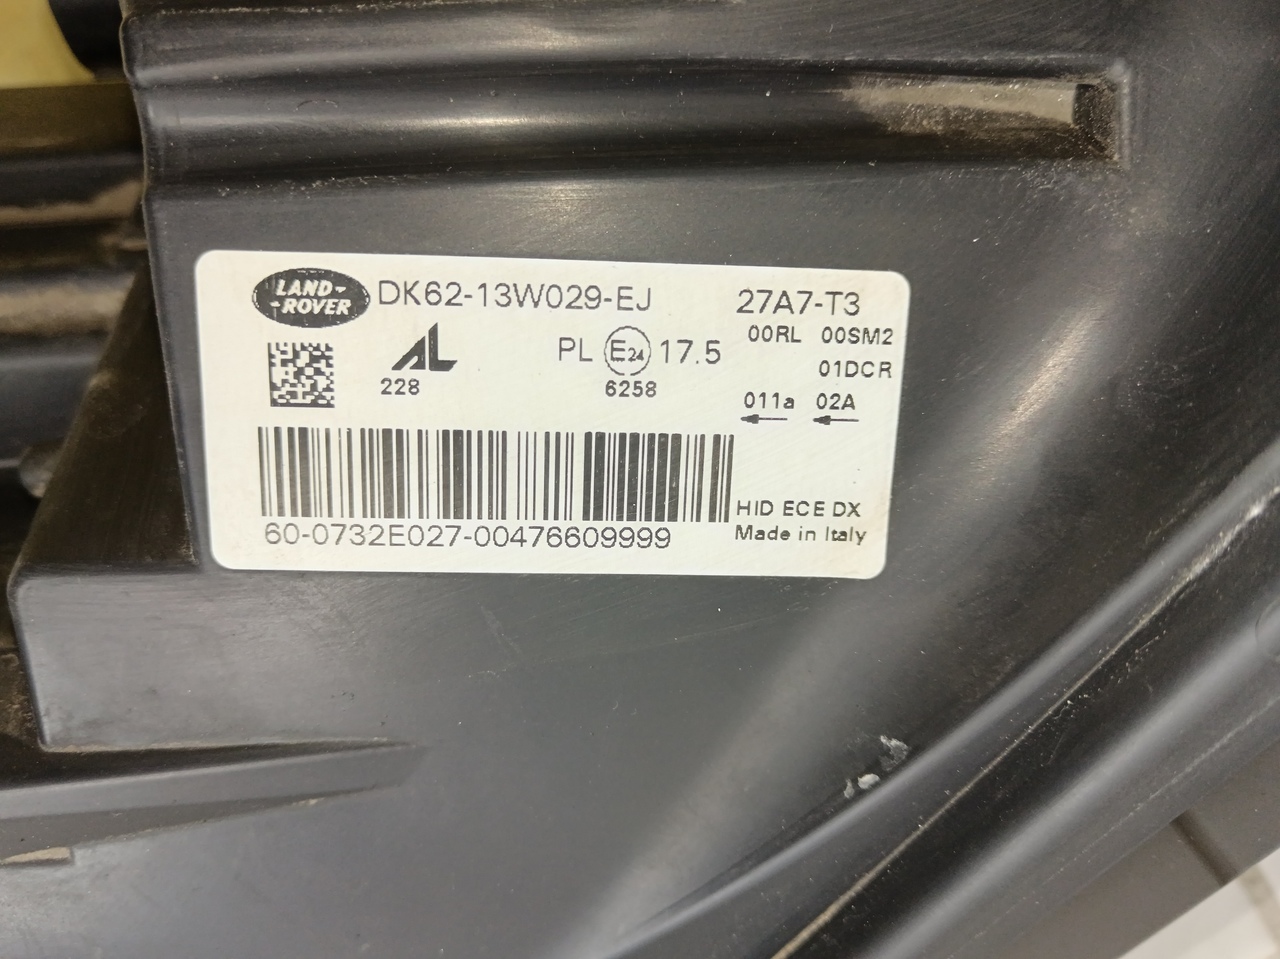 LAND-
-ROVER
DK62-13W029-EJ 27A7-T3
00RL 00SM2
AL PL E24 17.5
01DCR
228 6258
011a 02A
HID ECE DX
60-0732E027-00476609999 Made in Italy